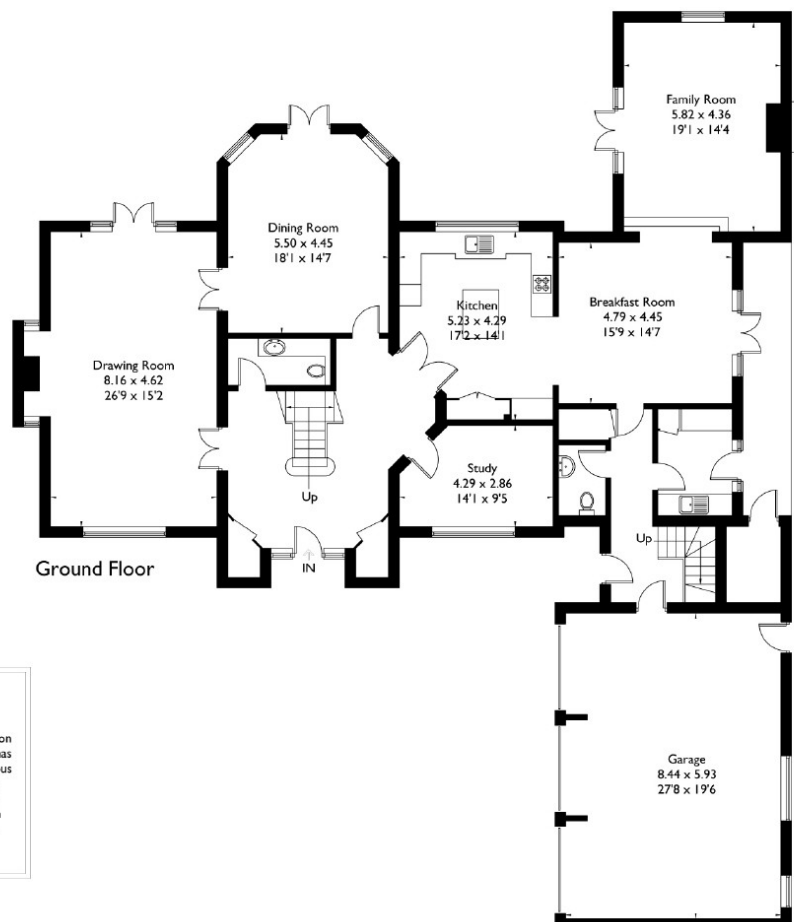 Family Room
5.82 x 4.36
19'1 x 14'4
Dining Room
5.50 x 4.45
18'1 x 14'7
Kitchen
5.23 x 4.29
17'2 x 14'1
Breakfast Room
4.79 x 4.45
15'9 x 14'7
Drawing Room
8.16 x 4.62
26'9 x 15'2
Study
4.29 x 2.86
14'1 x 9'5
Up
Up
IN
Ground Floor
Garage
8.44 x 5.93
27'8 x 19'6
on
as
us